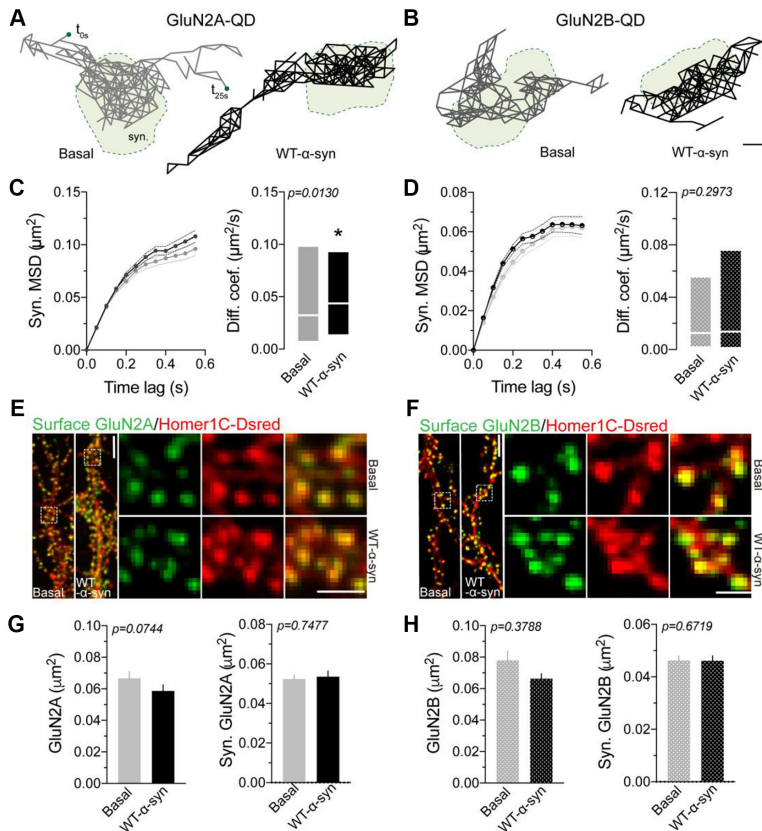 A
GluN2A-QD
t0s
t25s
syn.
Basal
WT-α-syn
B
GluN2B-QD
Basal
WT-α-syn
C
Syn. MSD (μm²)
0.15
0.10
0.05
0.00
0.0 0.2 0.4 0.6
Time lag (s)
p=0.0130
*
Diff. coef. (μm²/s)
0.15
0.10
0.05
0.00
Basal
WT-α-syn
D
Syn. MSD (μm²)
0.08
0.06
0.04
0.02
0.00
0.0 0.2 0.4 0.6
Time lag (s)
p=0.2973
Diff. coef. (μm²/s)
0.12
0.08
0.04
0.00
Basal
WT-α-syn
E
Surface GluN2A/Homer1C-Dsred
Basal
WT
-α-syn
Basal
WT-α-syn
F
Surface GluN2B/Homer1C-Dsred
Basal
WT
-α-syn
Basal
WT-α-syn
G
GluN2A (μm²)
0.10
0.08
0.06
0.04
0.02
0.00
p=0.0744
Basal
WT-α-syn
Syn. GluN2A (μm²)
0.08
0.06
0.04
0.02
0.00
p=0.7477
Basal
WT-α-syn
H
GluN2B (μm²)
0.10
0.08
0.06
0.04
0.02
0.00
p=0.3788
Basal
WT-α-syn
Syn. GluN2B (μm²)
0.06
0.04
0.02
0.00
p=0.6719
Basal
WT-α-syn